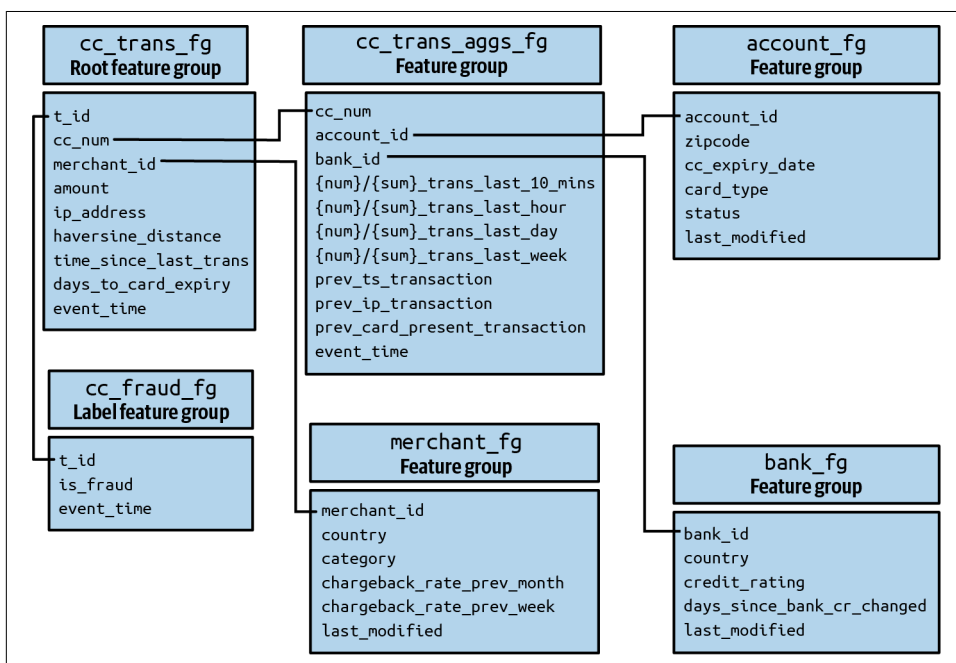 cc_trans_fg
Root feature group
t_id
cc_num
merchant_id
amount
ip_address
haversine_distance
time_since_last_trans
days_to_card_expiry
event_time
cc_trans_aggs_fg
Feature group
cc_num
account_id
bank_id
{num}/{sum}_trans_last_10_mins
{num}/{sum}_trans_last_hour
{num}/{sum}_trans_last_day
{num}/{sum}_trans_last_week
prev_ts_transaction
prev_ip_transaction
prev_card_present_transaction
event_time
account_fg
Feature group
account_id
zipcode
cc_expiry_date
card_type
status
last_modified
cc_fraud_fg
Label feature group
t_id
is_fraud
event_time
merchant_fg
Feature group
merchant_id
country
category
chargeback_rate_prev_month
chargeback_rate_prev_week
last_modified
bank_fg
Feature group
bank_id
country
credit_rating
days_since_bank_cr_changed
last_modified